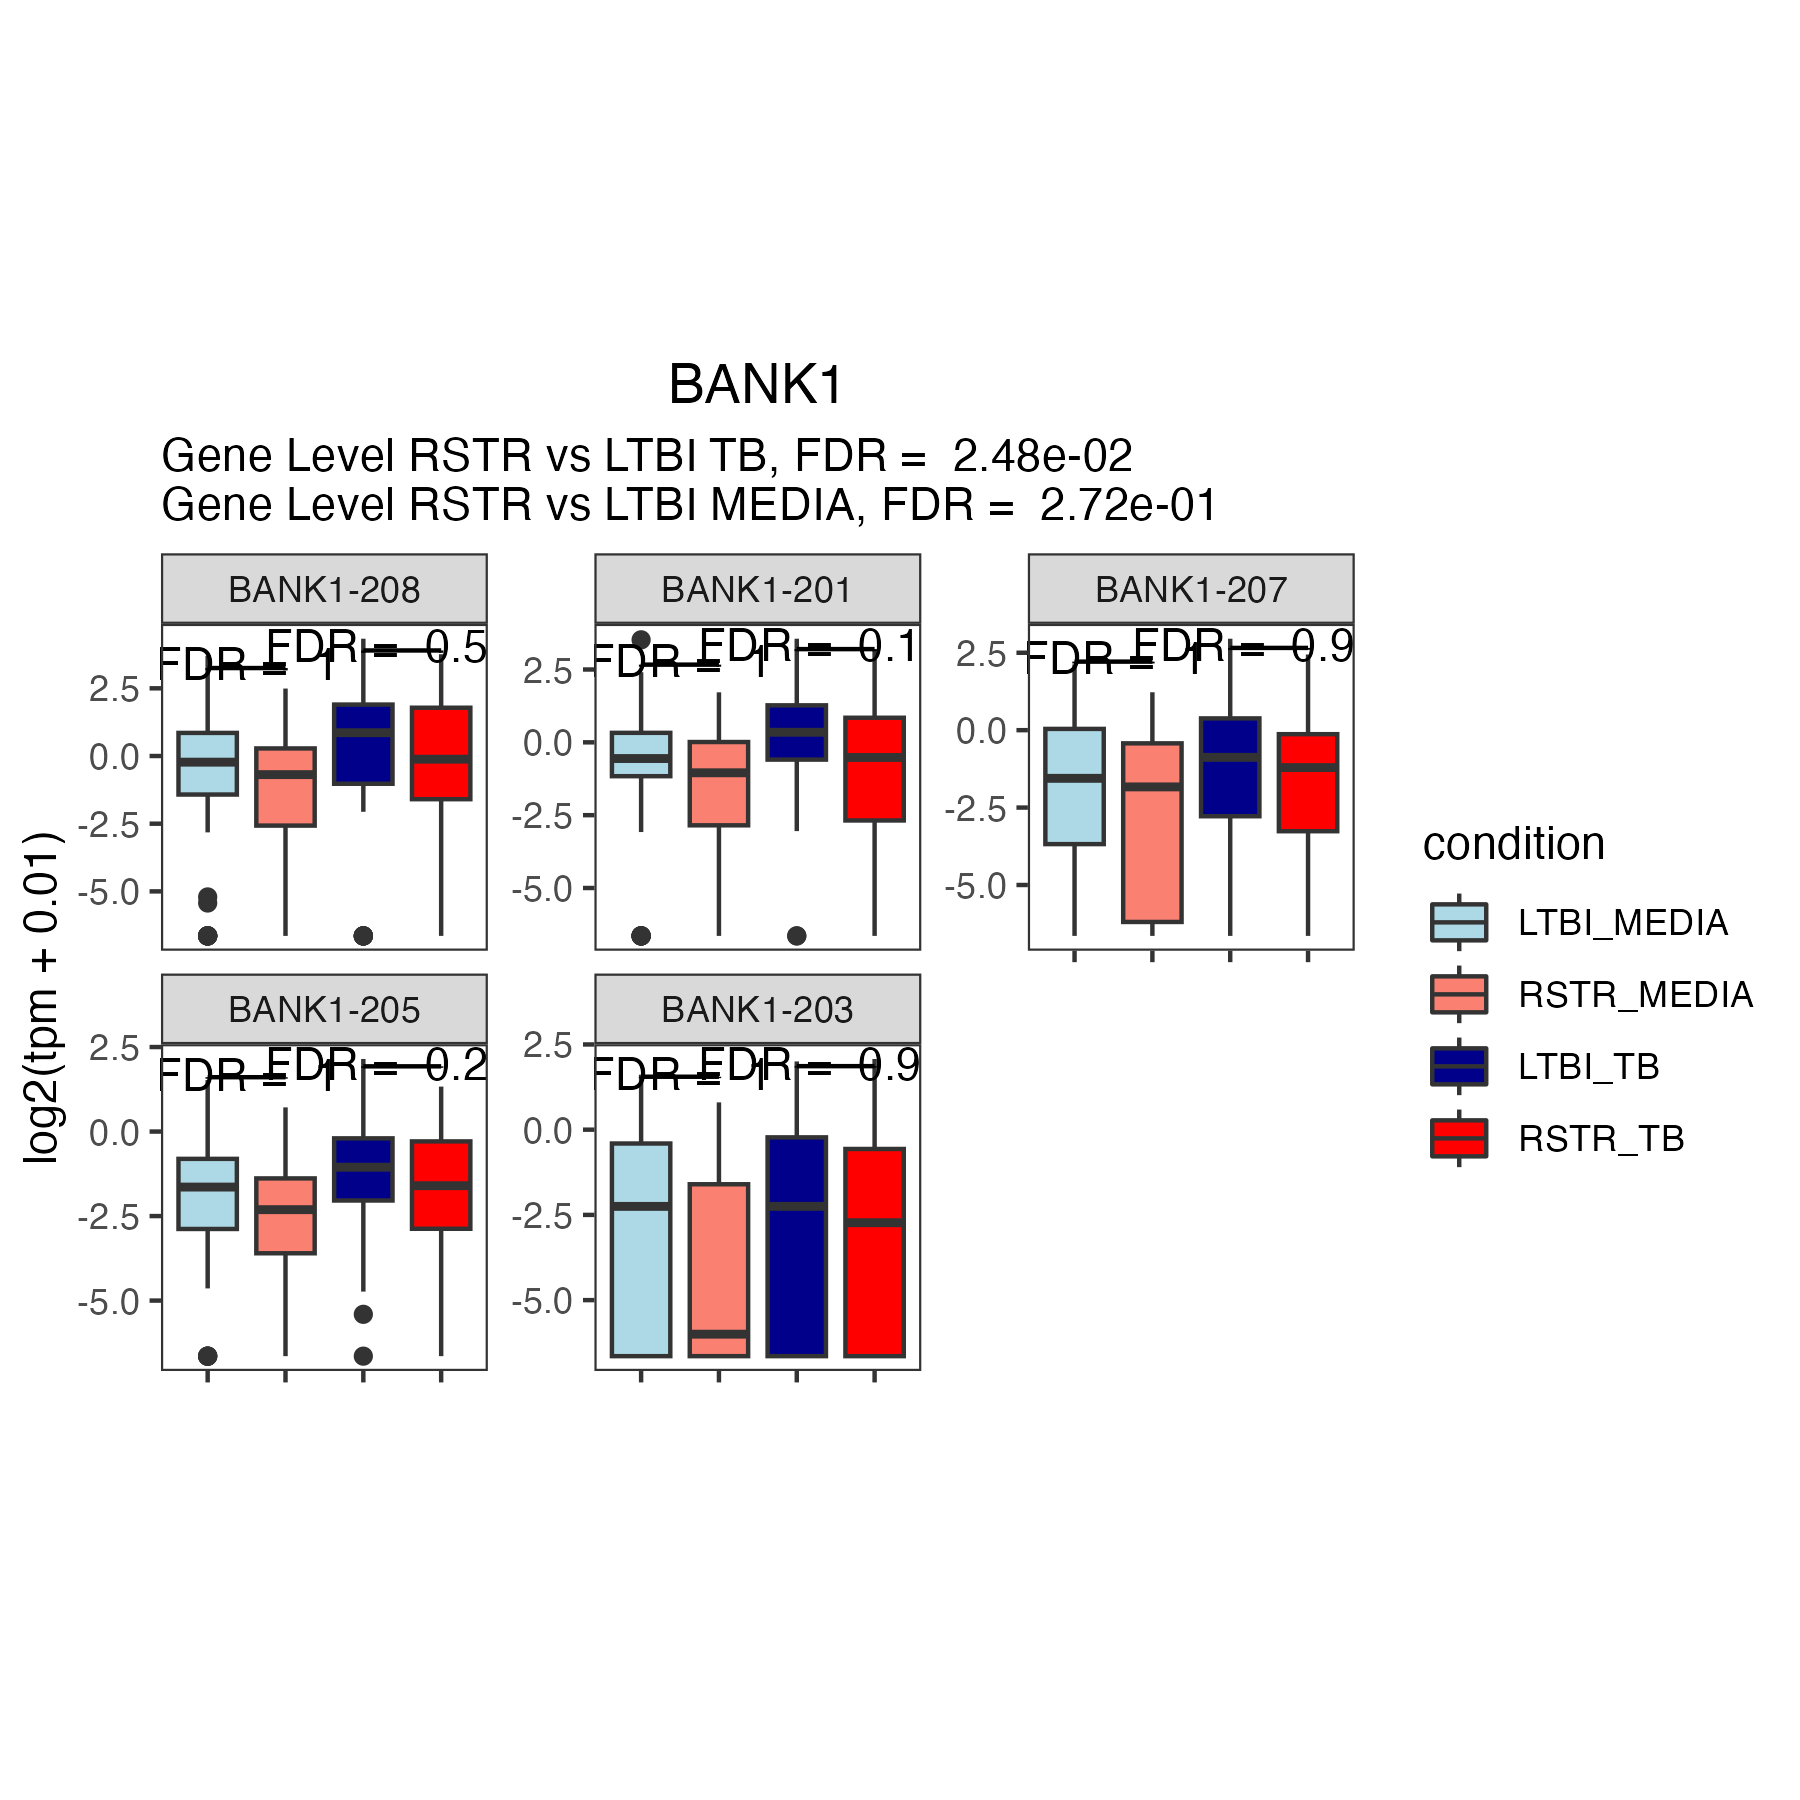 BANK1
Gene Level RSTR vs LTBI TB, FDR = 2.48e-02
Gene Level RSTR vs LTBI MEDIA, FDR = 2.72e-01
BANK1-208
BANK1-201
BANK1-207
FDR = 1
FDR = 0.5
FDR = 1
FDR = 0.1
FDR = 1
FDR = 0.9
2.5
0.0
-2.5
-5.0
2.5
0.0
-2.5
-5.0
2.5
0.0
-2.5
-5.0
BANK1-205
BANK1-203
FDR = 1
FDR = 0.2
FDR = 1
FDR = 0.9
2.5
0.0
-2.5
-5.0
2.5
0.0
-2.5
-5.0
log2(tpm + 0.01)
condition
LTBI_MEDIA
RSTR_MEDIA
LTBI_TB
RSTR_TB